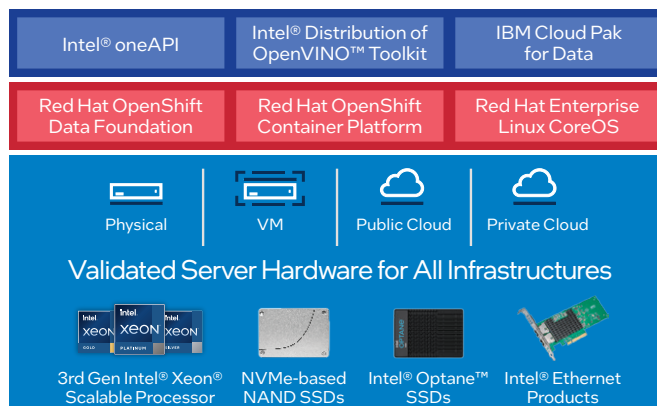 Intel® oneAPI
Intel® Distribution of
OpenVINO™ Toolkit
IBM Cloud Pak
for Data
Red Hat OpenShift
Data Foundation
Red Hat OpenShift
Container Platform
Red Hat Enterprise
Linux CoreOS
Physical
VM
Public Cloud
Private Cloud
Validated Server Hardware for All Infrastructures
intel.
XEON
GOLD
intel.
XEON
PLATINUM
intel.
XEON
SILVER
OPTANE
3rd Gen Intel® Xeon®
Scalable Processor
NVMe-based
NAND SSDs
Intel® Optane™
SSDs
Intel® Ethernet
Products